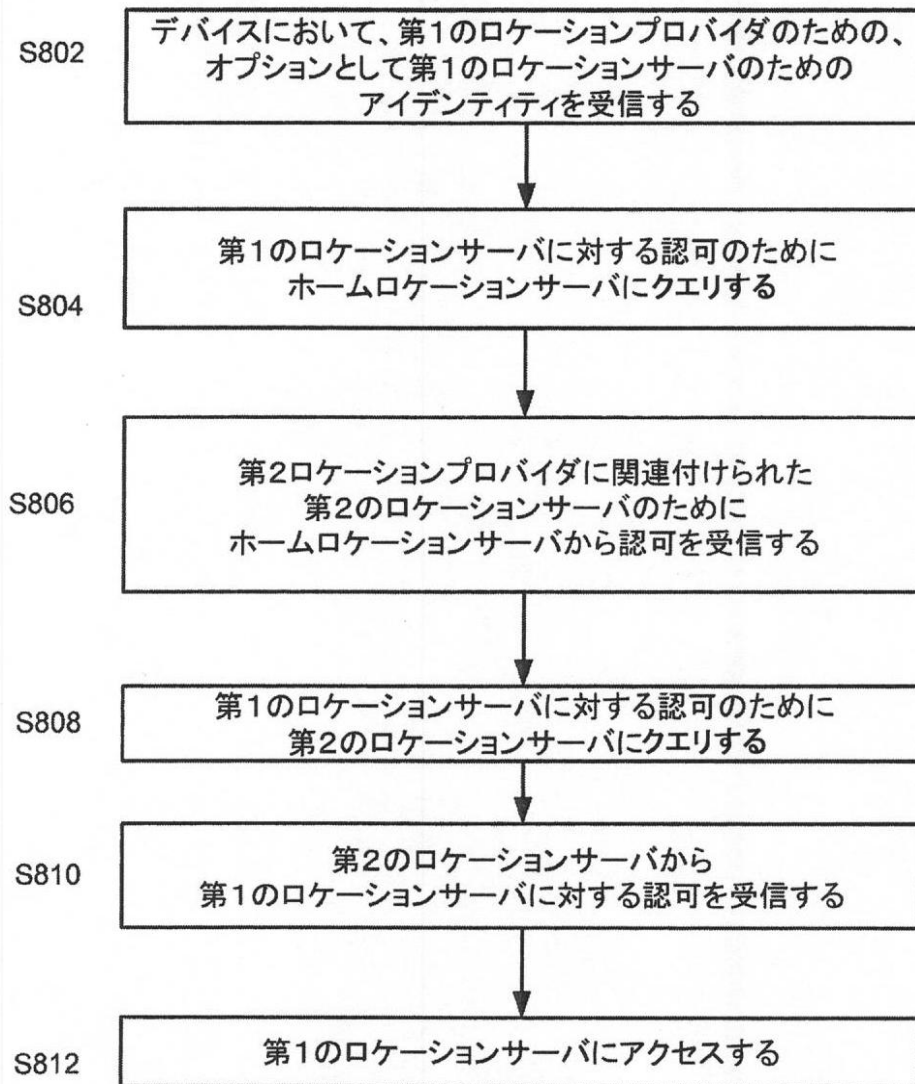 S802
デバイスにおいて、第1のロケーションプロバイダのための、
オプションとして第1のロケーションサーバのための
アイデンティティを受信する
S804
第1のロケーションサーバに対する認可のために
ホームロケーションサーバにクエリする
S806
第2ロケーションプロバイダに関連付けられた
第2のロケーションサーバのために
ホームロケーションサーバから認可を受信する
S808
第1のロケーションサーバに対する認可のために
第2のロケーションサーバにクエリする
S810
第2のロケーションサーバから
第1のロケーションサーバに対する認可を受信する
S812
第1のロケーションサーバにアクセスする